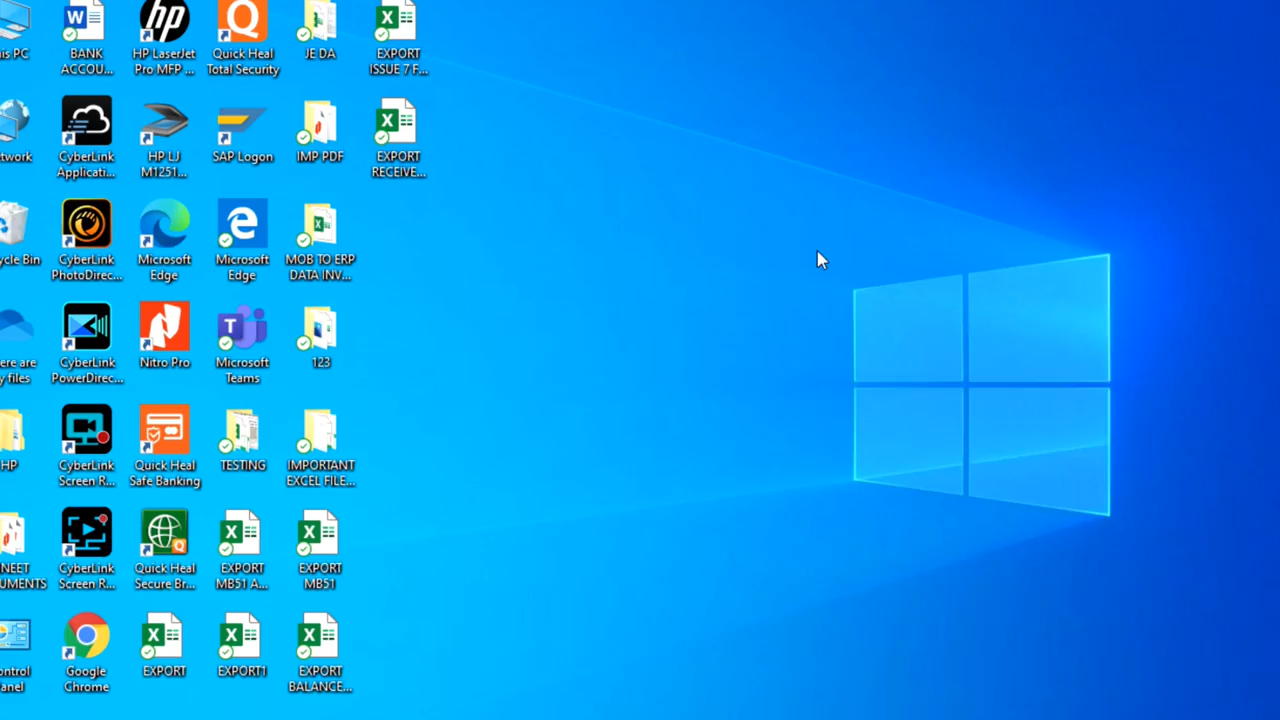 is PC
BANK
ACCOU...
HP LaserJet
Pro MFP ...
Quick Heal
Total Security
JE DA
EXPORT
ISSUE 7 F...
twork
CyberLink
Applicati...
HP LJ
M1251...
SAP Logon
IMP PDF
EXPORT
RECEIVE...
ycle Bin
CyberLink
PhotoDirec...
Microsoft
Edge
Microsoft
Edge
MOB TO ERP
DATA INV...
ere are
y files
CyberLink
PowerDirec...
Nitro Pro
Microsoft
Teams
123
HP
CyberLink
Screen R...
Quick Heal
Safe Banking
TESTING
IMPORTANT
EXCEL FILE...
NEET
UMENTS
CyberLink
Screen R...
Quick Heal
Secure Br...
EXPORT
MB51 A...
EXPORT
MB51
ontrol
anel
Google
Chrome
EXPORT
EXPORT1
EXPORT
BALANCE...